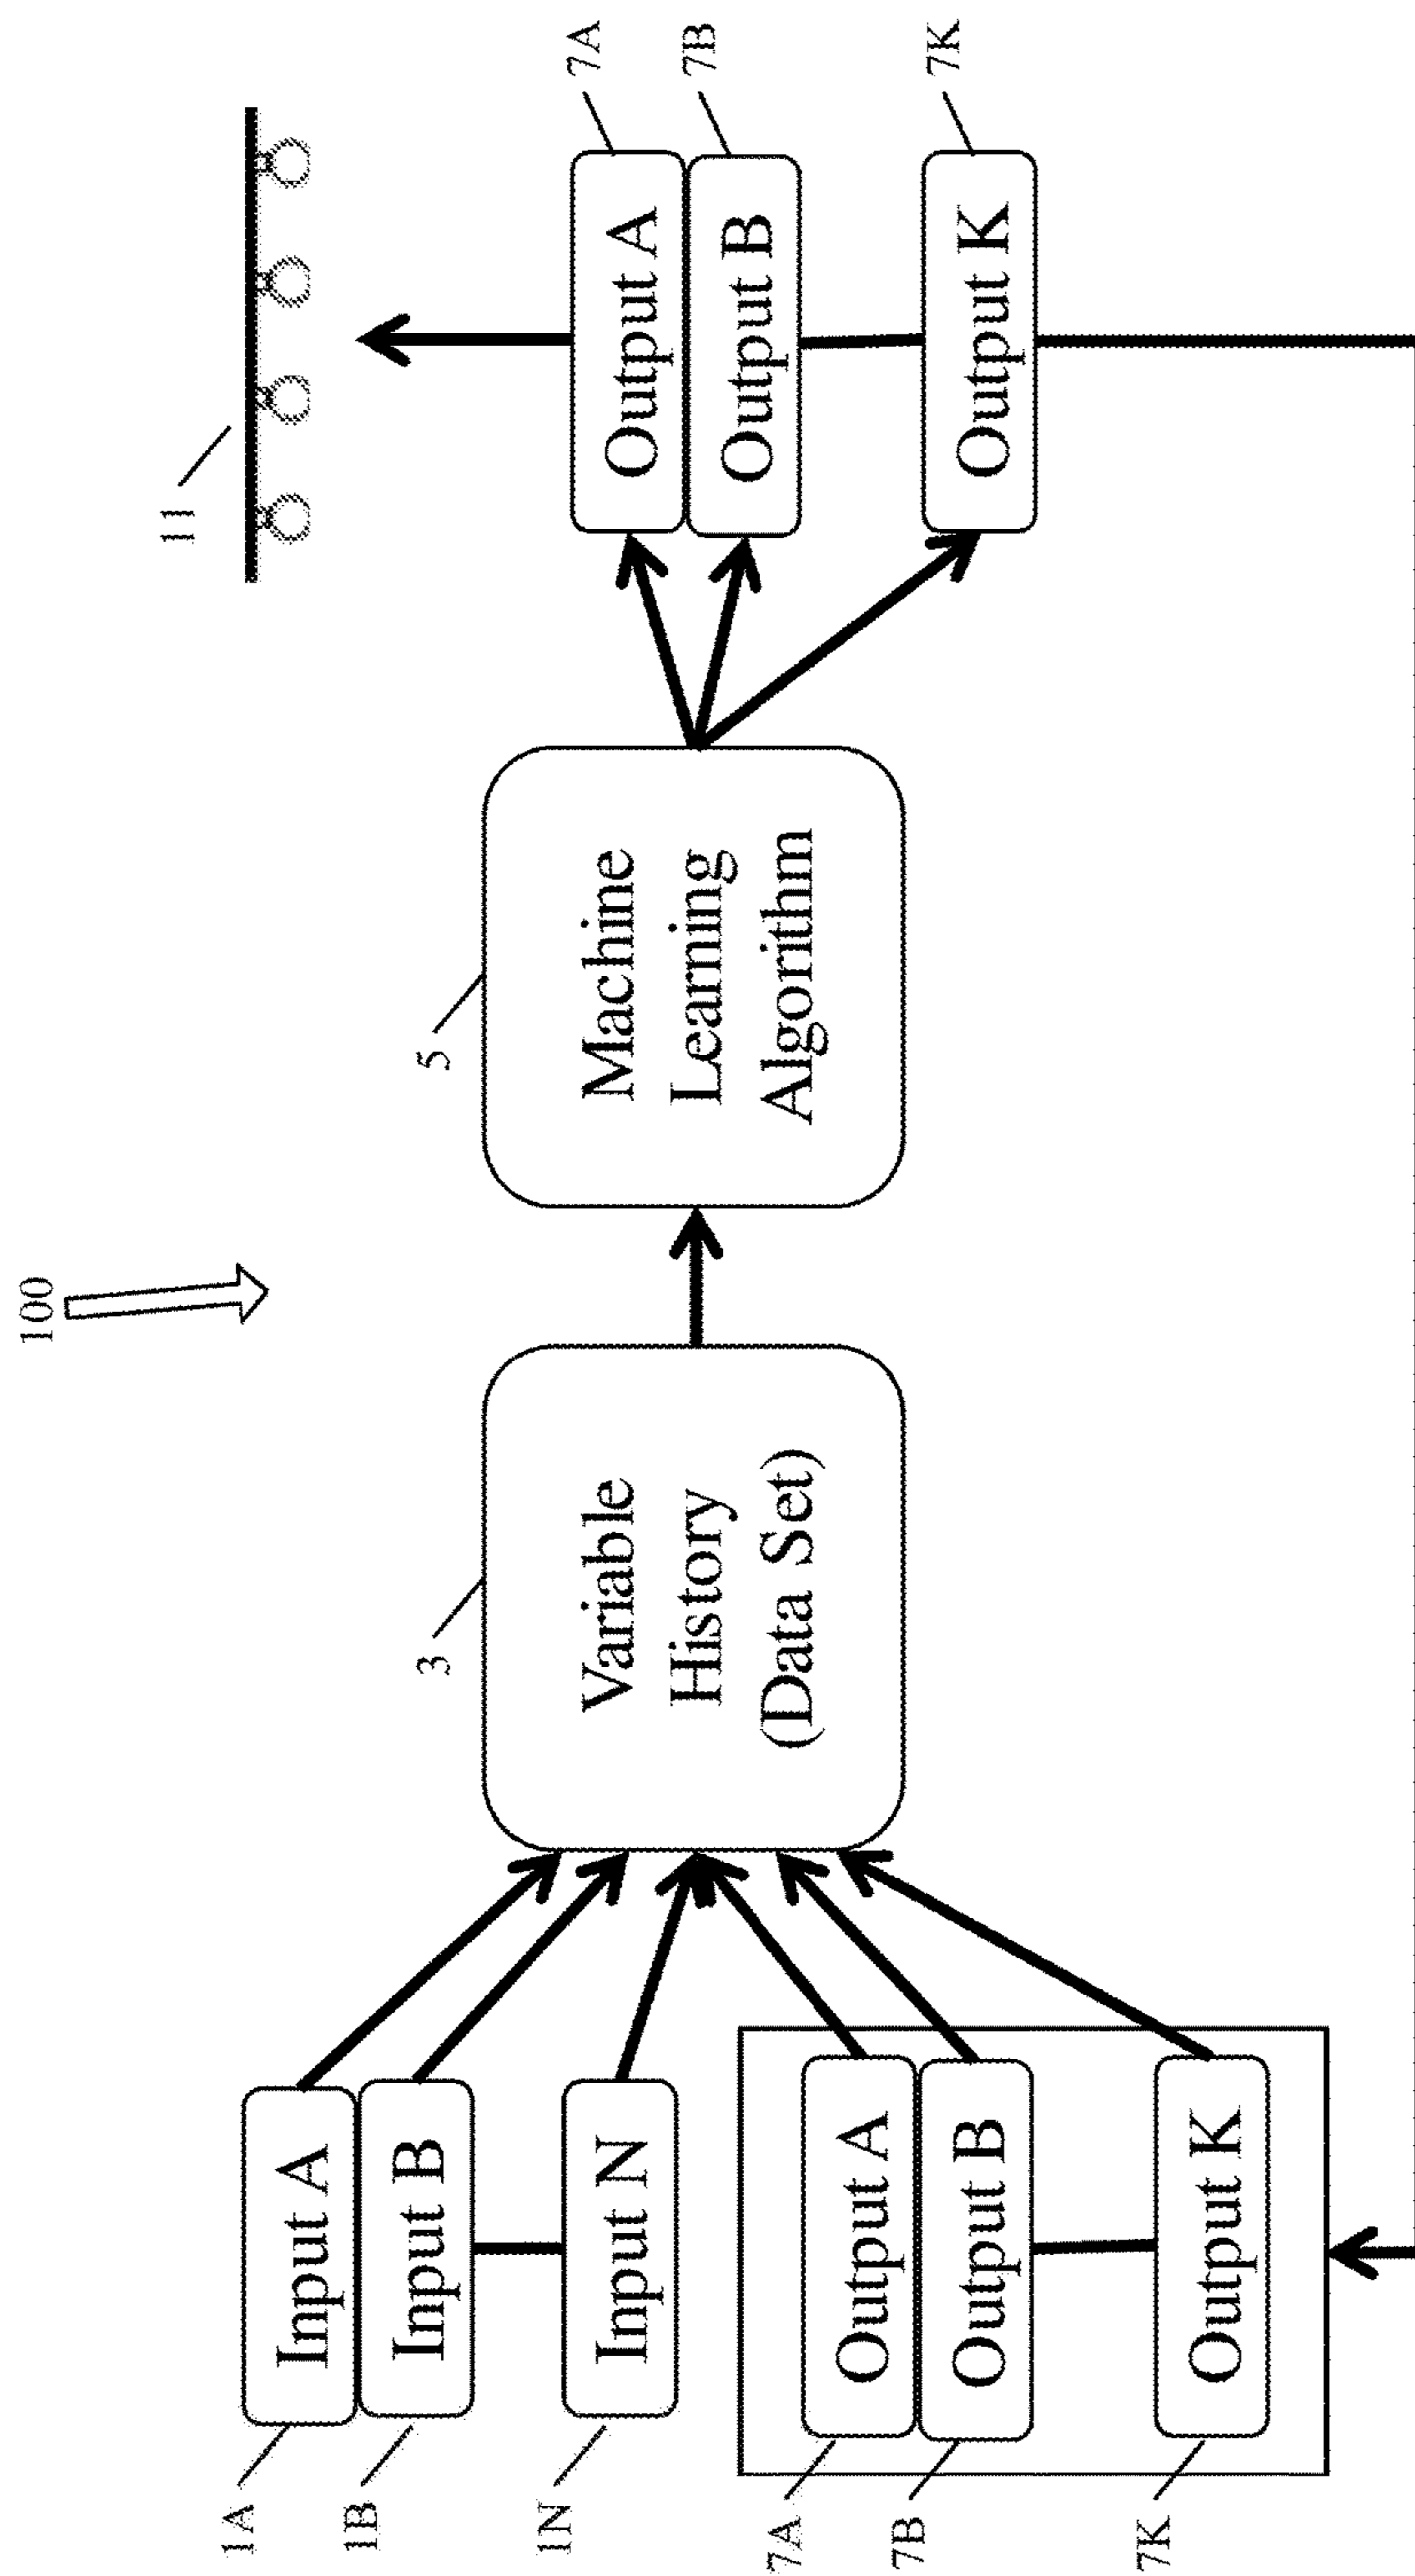 100
11
1A
Input A
1B
Input B
1N
Input N
7A
Output A
7B
Output B
7K
Output K
3
Variable
History
(Data Set)
5
Machine
Learning
Algorithm
7A
Output A
7B
Output B
7K
Output K